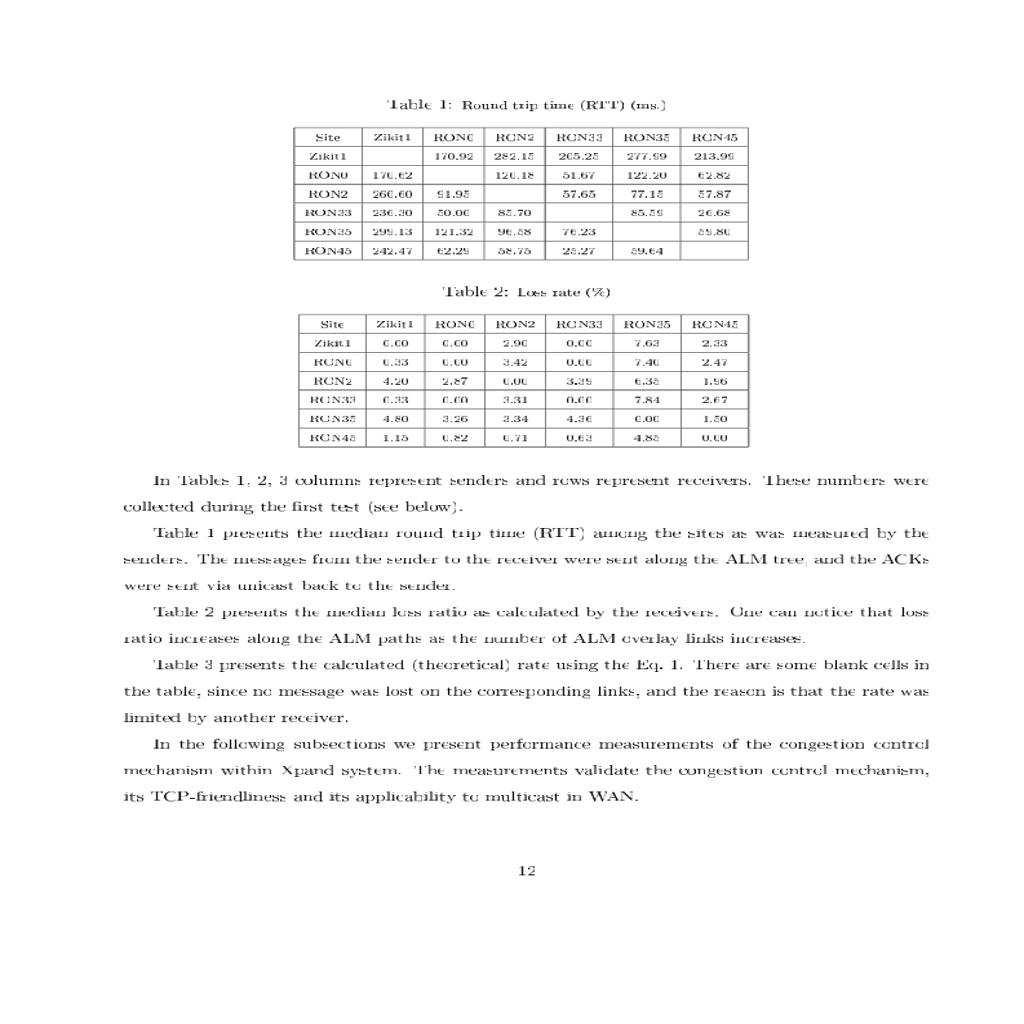 Table 1: Round trip time (RTT) (ms.)
Site Zikit1 RON0 RON2 RON33 RON35 RON45
Zikit1 170.92 282.15 205.25 277.99 213.99
RON0 170.62 120.18 51.67 122.20 62.82
RON2 260.60 91.95 57.65 77.15 57.87
RON33 236.30 50.00 85.70 85.59 26.68
RON35 299.13 121.32 96.58 76.23 59.80
RON45 242.47 62.29 58.75 25.27 59.64
Table 2: Loss rate (%)
Site Zikit1 RON0 RON2 RON33 RON35 RON45
Zikit1 0.00 0.00 2.90 0.00 7.63 2.33
RON0 0.33 0.00 3.42 0.00 7.40 2.47
RON2 4.20 2.87 0.00 3.39 6.35 1.96
RON33 0.33 0.00 3.31 0.00 7.84 2.67
RON35 4.80 3.26 3.34 4.36 0.00 1.50
RON45 1.15 0.82 0.71 0.63 4.85 0.00
In Tables 1, 2, 3 columns represent senders and rows represent receivers. These numbers were
collected during the first test (see below).
Table 1 presents the median round trip time (RTT) among the sites as was measured by the
senders. The messages from the sender to the receiver were sent along the ALM tree, and the ACKs
were sent via unicast back to the sender.
Table 2 presents the median loss ratio as calculated by the receivers. One can notice that loss
ratio increases along the ALM paths as the number of ALM overlay links increases.
Table 3 presents the calculated (theoretical) rate using the Eq. 1. There are some blank cells in
the table, since no message was lost on the corresponding links, and the reason is that the rate was
limited by another receiver.
In the following subsections we present performance measurements of the congestion control
mechanism within Xpand system. The measurements validate the congestion control mechanism,
its TCP-friendliness and its applicability to multicast in WAN.
12